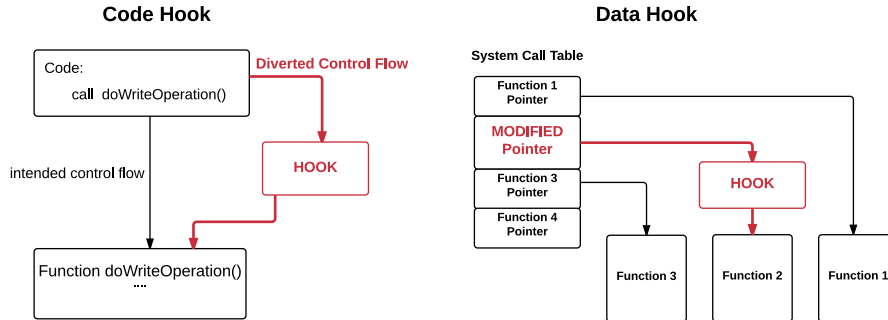 Code Hook
Code:
call doWriteOperation()
Diverted Control Flow
HOOK
intended control flow
Function doWriteOperation()
....
Data Hook
System Call Table
Function 1
Pointer
MODIFIED
Pointer
Function 3
Pointer
Function 4
Pointer
HOOK
Function 3
Function 2
Function 1